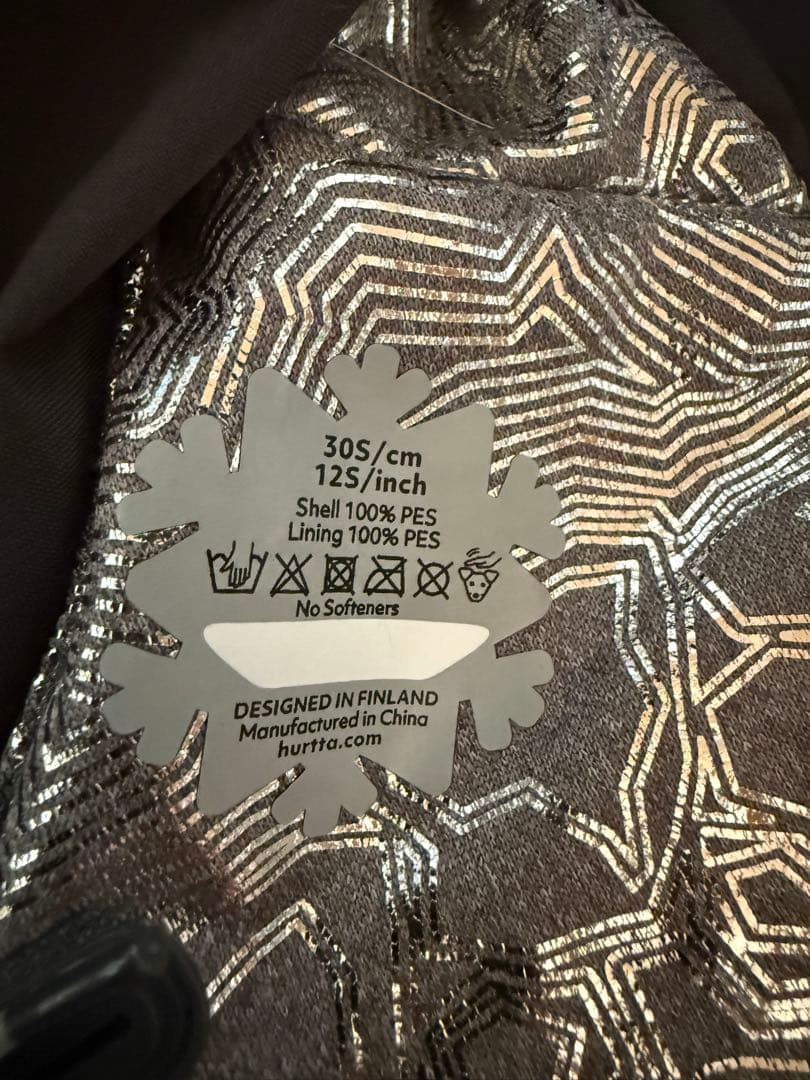 30S/cm
12S/inch
Shell 100% PES
Lining 100% PES
No Softeners
DESIGNED IN FINLAND
Manufactured in China
hurtta.com